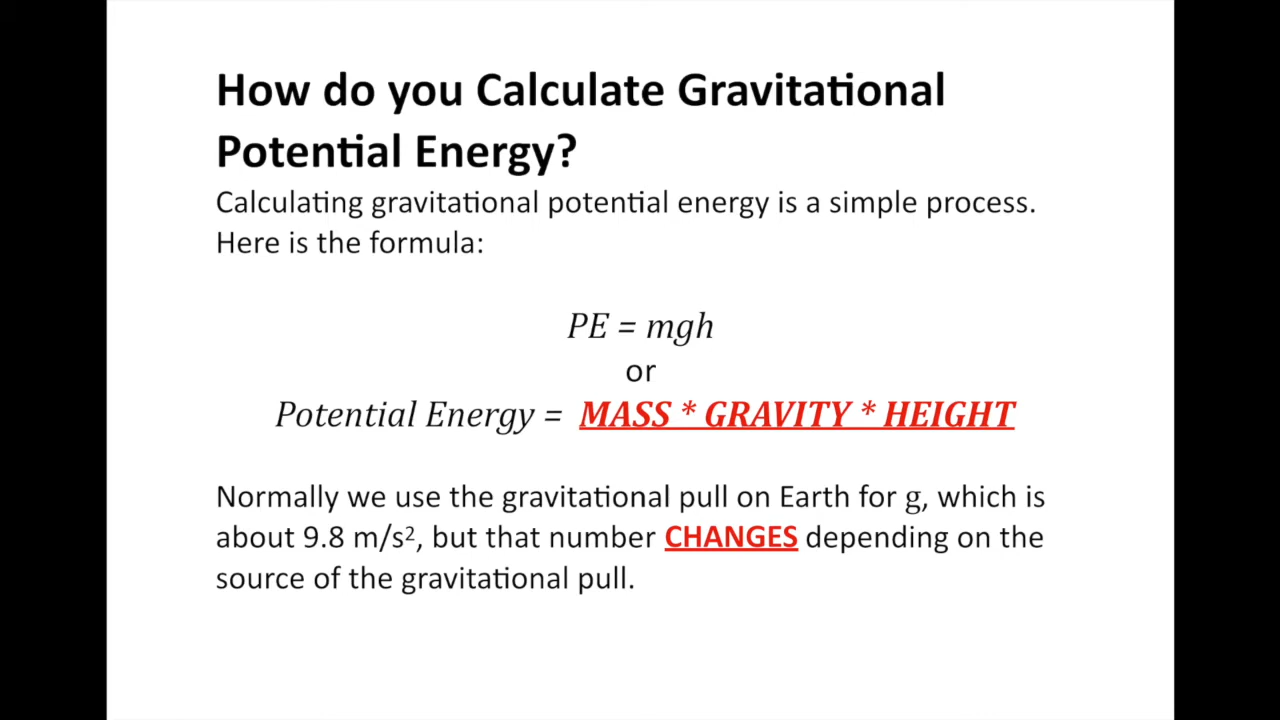 How do you Calculate Gravitational
Potential Energy?
Calculating gravitational potential energy is a simple process.
Here is the formula:
PE = mgh
or
Potential Energy = MASS * GRAVITY * HEIGHT
Normally we use the gravitational pull on Earth for g, which is
about 9.8 m/s², but that number CHANGES depending on the
source of the gravitational pull.